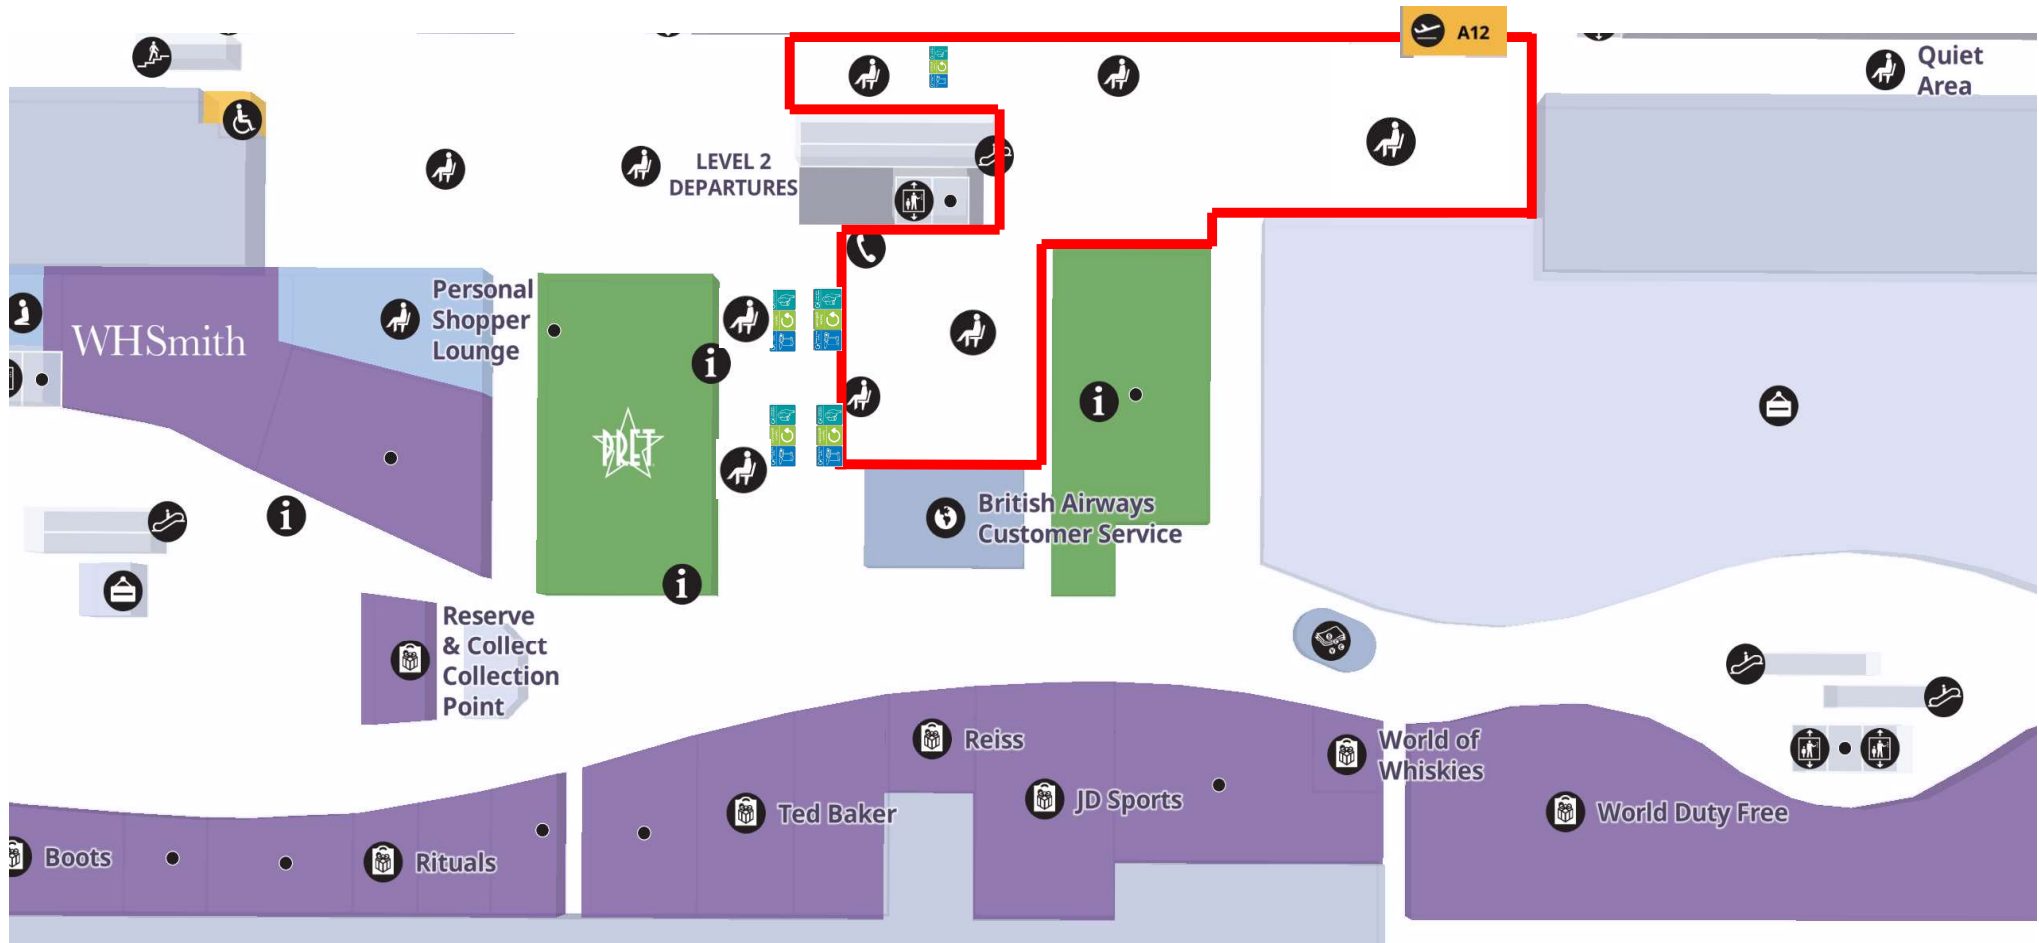 A12
Quiet
Area
LEVEL 2
DEPARTURES
Personal
Shopper
Lounge
WHSmith
PRET
British Airways
Customer Service
Reserve
& Collect
Collection
Point
Reiss
World of
Whiskies
JD Sports
Ted Baker
World Duty Free
Boots
Rituals